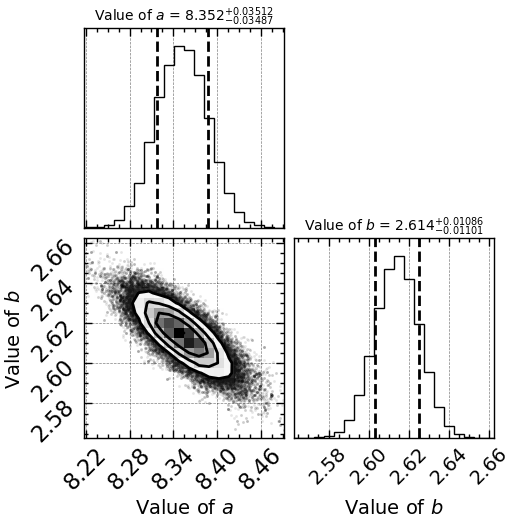 Value of a = 8.352^{+0.03512}_{-0.03487}
Value of b = 2.614^{+0.01086}_{-0.01101}
2.66
2.64
2.62
2.60
2.58
Value of b
8.22 8.28 8.34 8.40 8.46
Value of a
2.58 2.60 2.62 2.64 2.66
Value of b